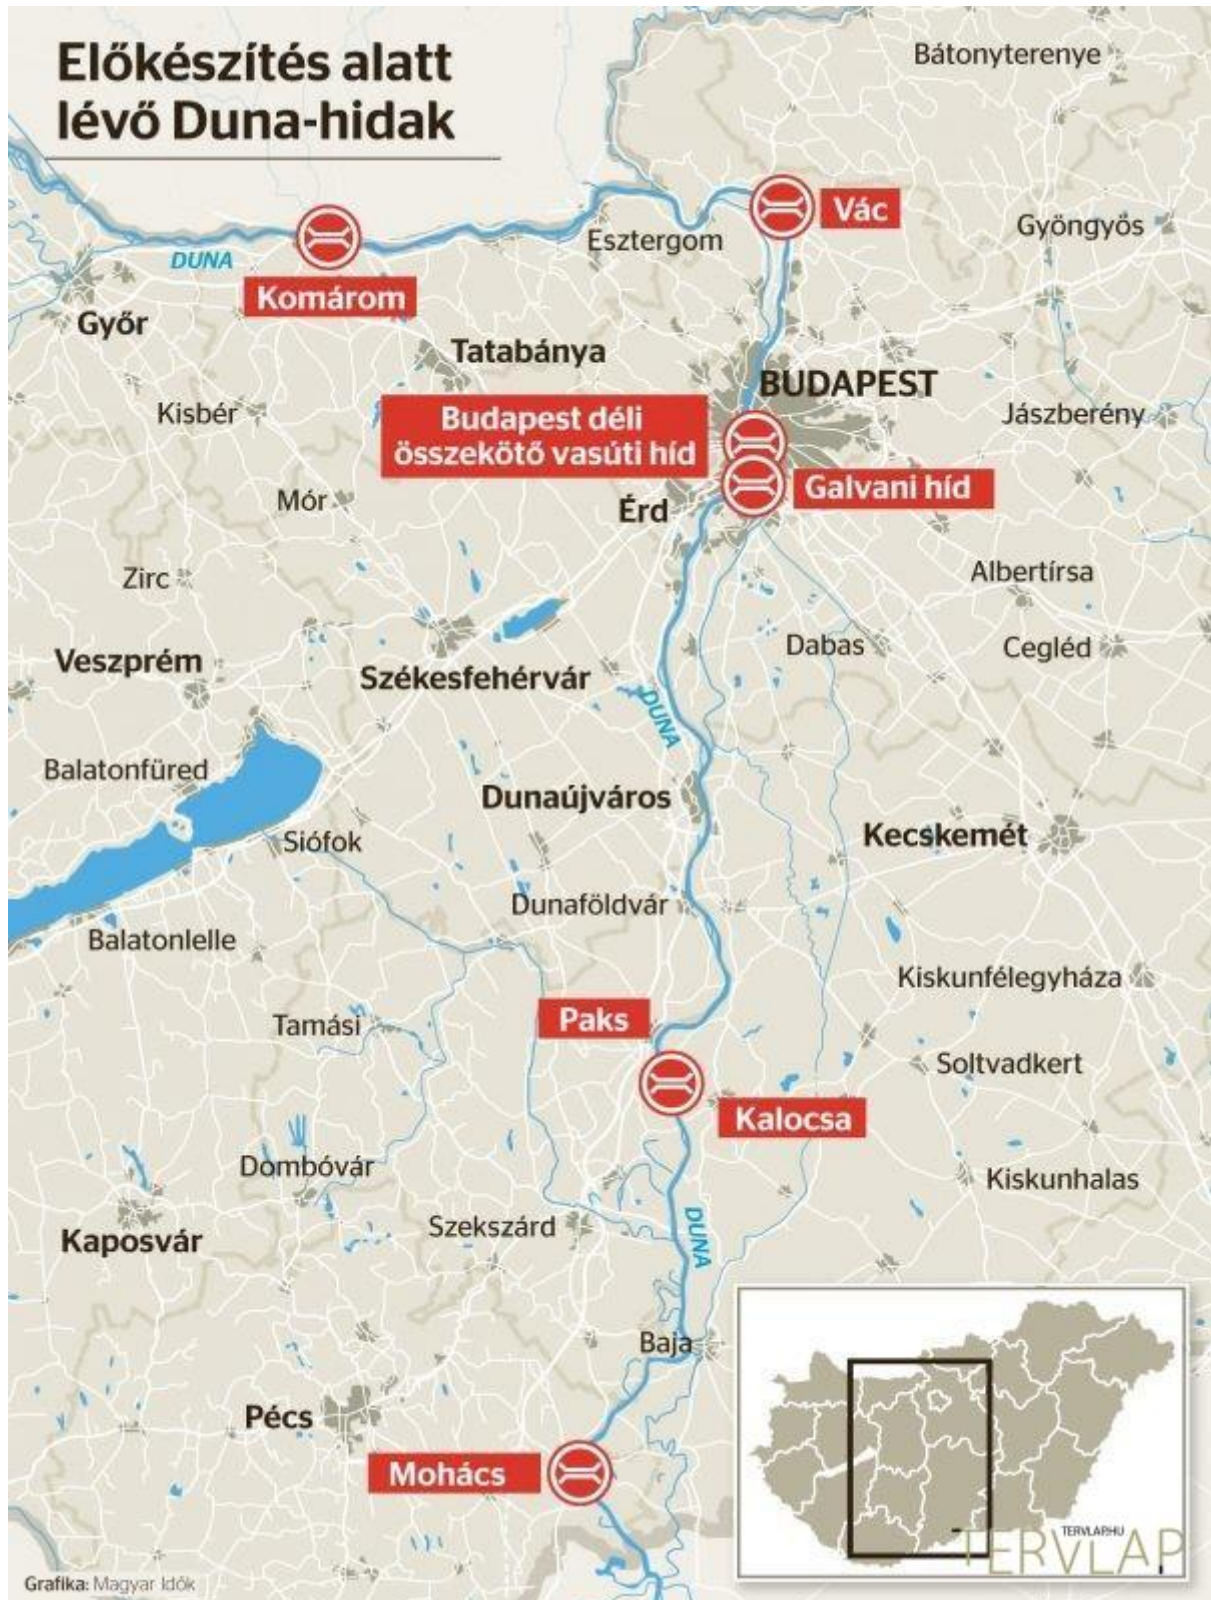 Előkészítés alatt
lévő Duna-hidak
Bátonyterenye
Vác
Gyöngyös
Esztergom
DUNA
Komárom
Győr
Tatabánya
BUDAPEST
Kisbér
Budapest déli
összekötő vasúti híd
Jászberény
Galvani híd
Mór
Érd
Zirc
Albertírsa
Dabas
Cegléd
Veszprém
Székesfehérvár
DUNA
Balatonfüred
Dunaújváros
Kecskemét
Siófok
Dunaföldvár
Balatonlelle
Kiskunfélegyháza
Paks
Tamási
Soltvadkert
Kalocsa
Dombóvár
Kiskunhalas
Szekszárd
Kaposvár
DUNA
Baja
Pécs
Mohács
TERVLAP.HU
TERVLAP
Grafika: Magyar Idők